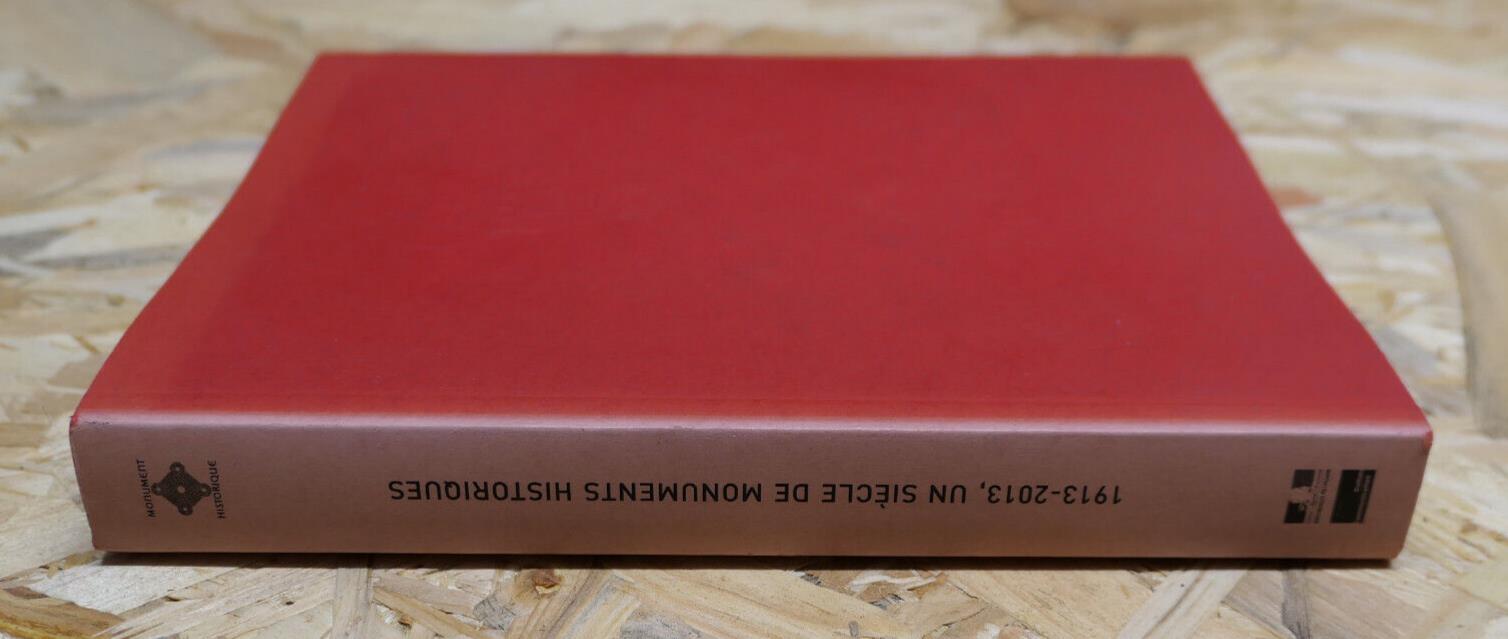 1913-2013, UN SIÈCLE DE MONUMENTS HISTORIQUES
MONUMENT
HISTORIQUE